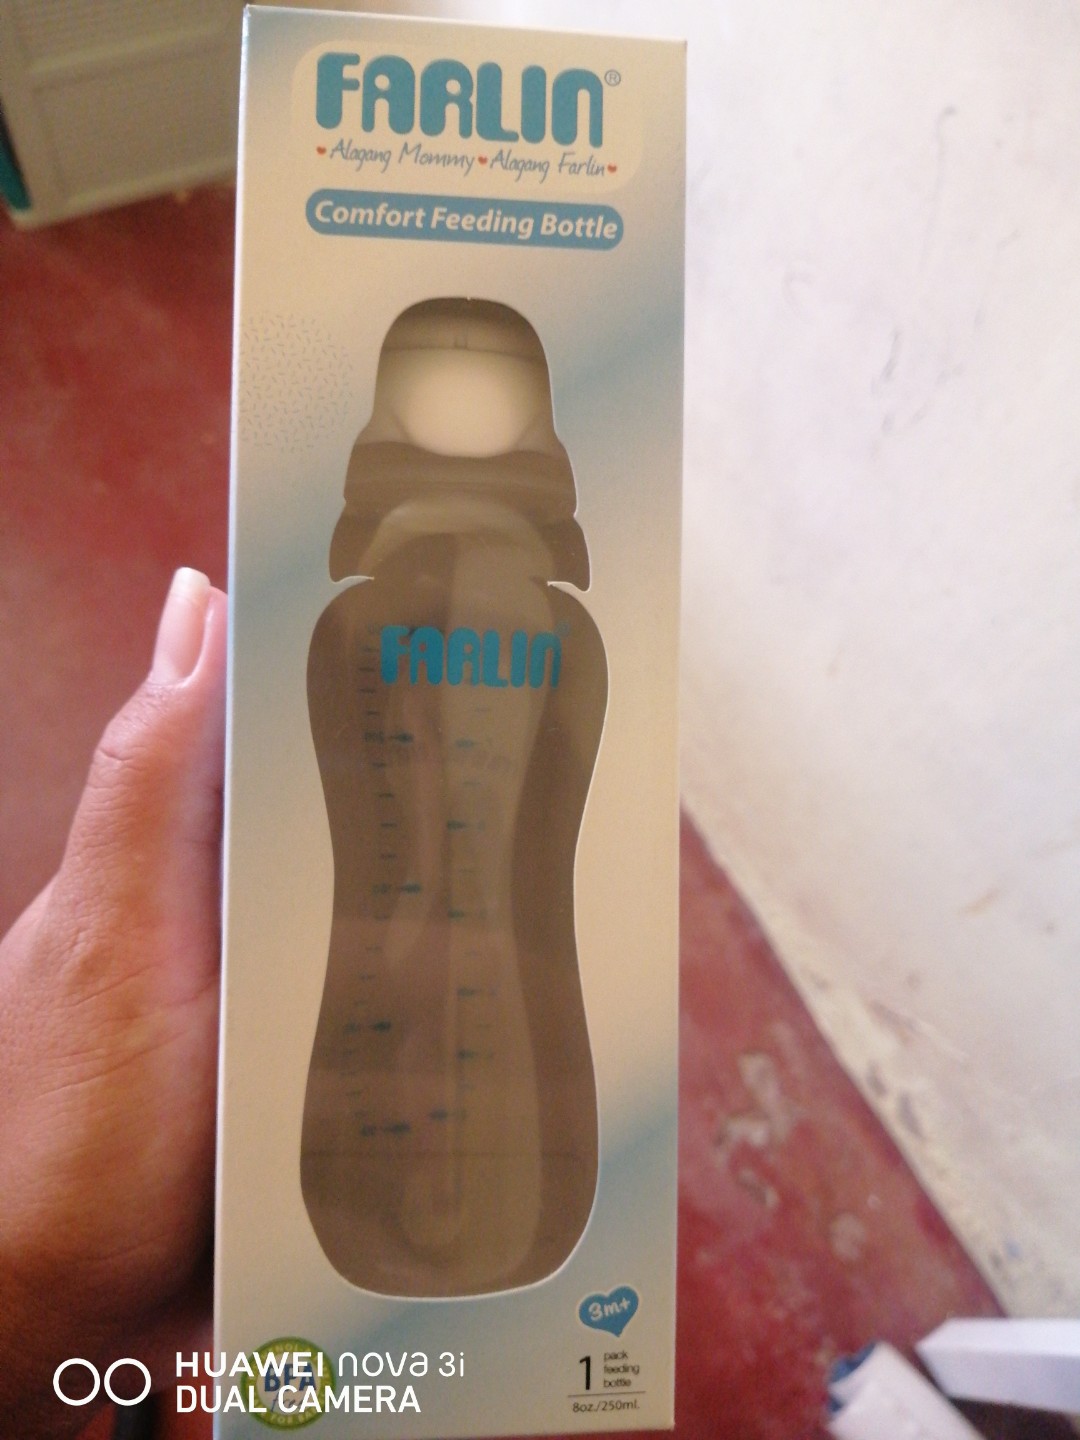 FARLIN®
Alagang Mommy Alagang Farlin
Comfort Feeding Bottle
FARLIN
3m+
1 pack
feeding
bottle
8oz./250ml.
HUAWEI nova 3i
DUAL CAMERA